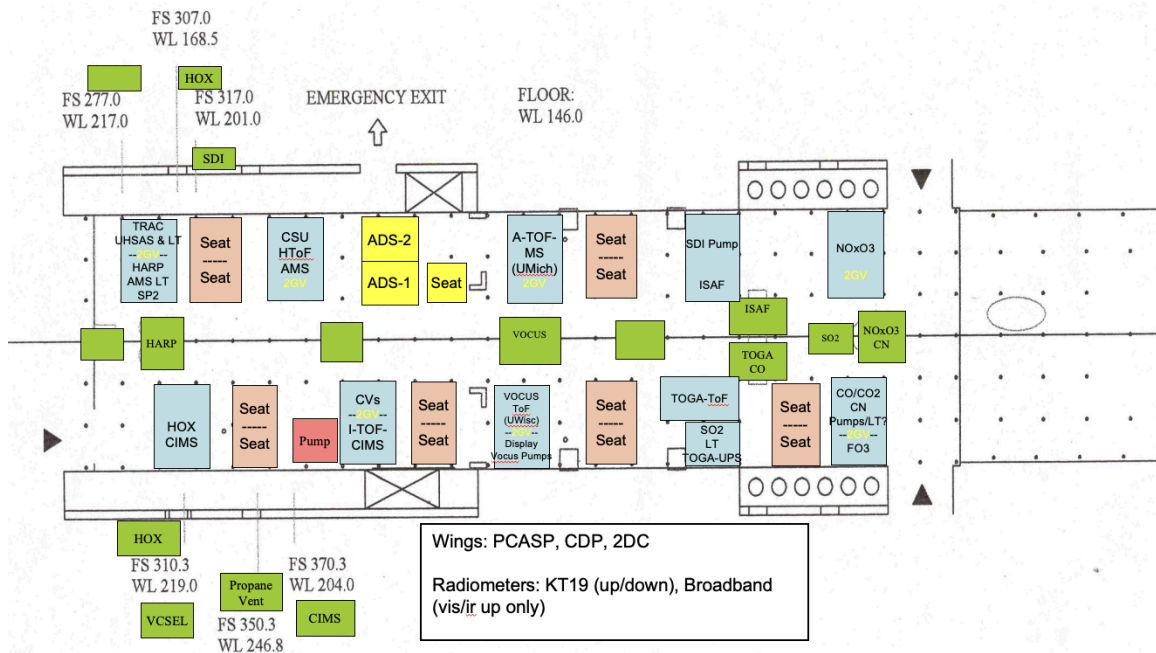 FS 307.0
WL 168.5
HOX
FS 277.0
WL 217.0
FS 317.0
WL 201.0
EMERGENCY EXIT
FLOOR:
WL 146.0
SDI
TRAC
UHSAS & LT
--2GV--
HARP
AMS LT
SP2
Seat
-----
Seat
CSU
HToF
AMS
2GV
ADS-2
ADS-1
Seat
A-TOF-
MS
(UMich)
2GV
Seat
-----
Seat
SDI Pump
ISAF
NOxO3
2GV
HARP
VOCUS
ISAF
TOGA
CO
SO2
NOxO3
CN
HOX
CIMS
Seat
-----
Seat
Pump
CVs
--2GV--
I-TOF-
CIMS
Seat
-----
Seat
VOCUS
ToF
(UWisc)
--2GV--
Display
Vocus Pumps
Seat
-----
Seat
TOGA-ToF
SO2
LT
TOGA-UPS
Seat
-----
Seat
CO/CO2
CN
Pumps/LT?
--2GV--
FO3
HOX
FS 310.3
WL 219.0
VCSEL
Propane
Vent
FS 350.3
WL 246.8
FS 370.3
WL 204.0
CIMS
Wings: PCASP, CDP, 2DC
Radiometers: KT19 (up/down), Broadband
(vis/ir up only)